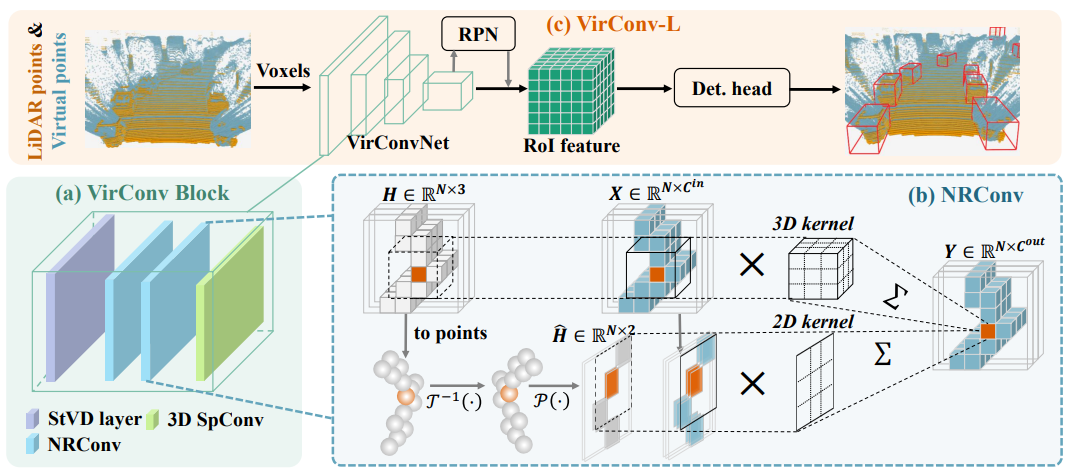 LiDAR points &
Virtual points
Voxels
VirConvNet
RPN
(c) VirConv-L
RoI feature
Det. head
(a) VirConv Block
StVD layer
3D SpConv
NRConv
(b) NRConv
H ∈ ℝ^{N×3}
X ∈ ℝ^{N×C^{in}}
3D kernel
×
Y ∈ ℝ^{N×C^{out}}
Σ
to points
Ĥ ∈ ℝ^{N×2}
2D kernel
×
Σ
𝒯^{-1}(·)
𝒫(·)